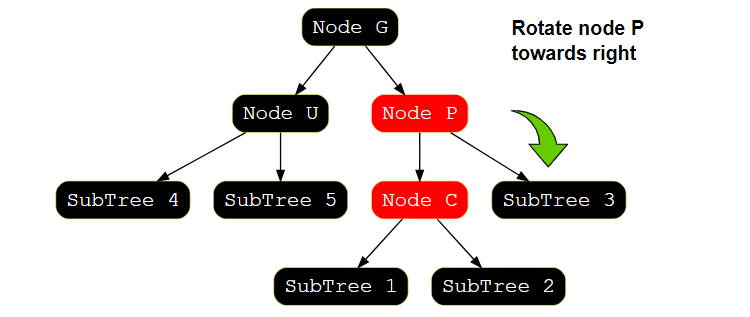 Node G
Rotate node P
towards right
Node U
Node P
SubTree 4
SubTree 5
Node C
SubTree 3
SubTree 1
SubTree 2